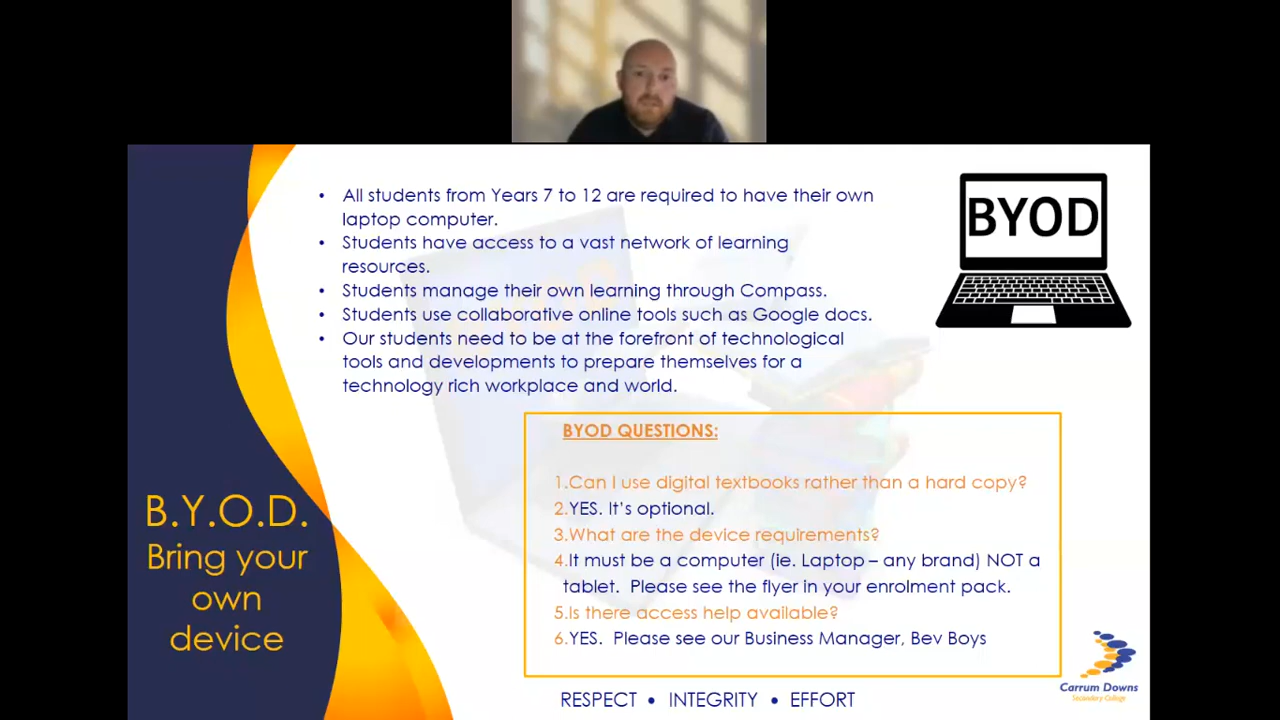 • All students from Years 7 to 12 are required to have their own
laptop computer.
• Students have access to a vast network of learning
resources.
• Students manage their own learning through Compass.
• Students use collaborative online tools such as Google docs.
• Our students need to be at the forefront of technological
tools and developments to prepare themselves for a
technology rich workplace and world.
BYOD
BYOD QUESTIONS:
1.Can I use digital textbooks rather than a hard copy?
2.YES. It's optional.
3.What are the device requirements?
4.It must be a computer (ie. Laptop – any brand) NOT a
tablet. Please see the flyer in your enrolment pack.
5.Is there access help available?
6.YES. Please see our Business Manager, Bev Boys
B.Y.O.D.
Bring your
own
device
RESPECT • INTEGRITY • EFFORT
Carrum Downs
Secondary College